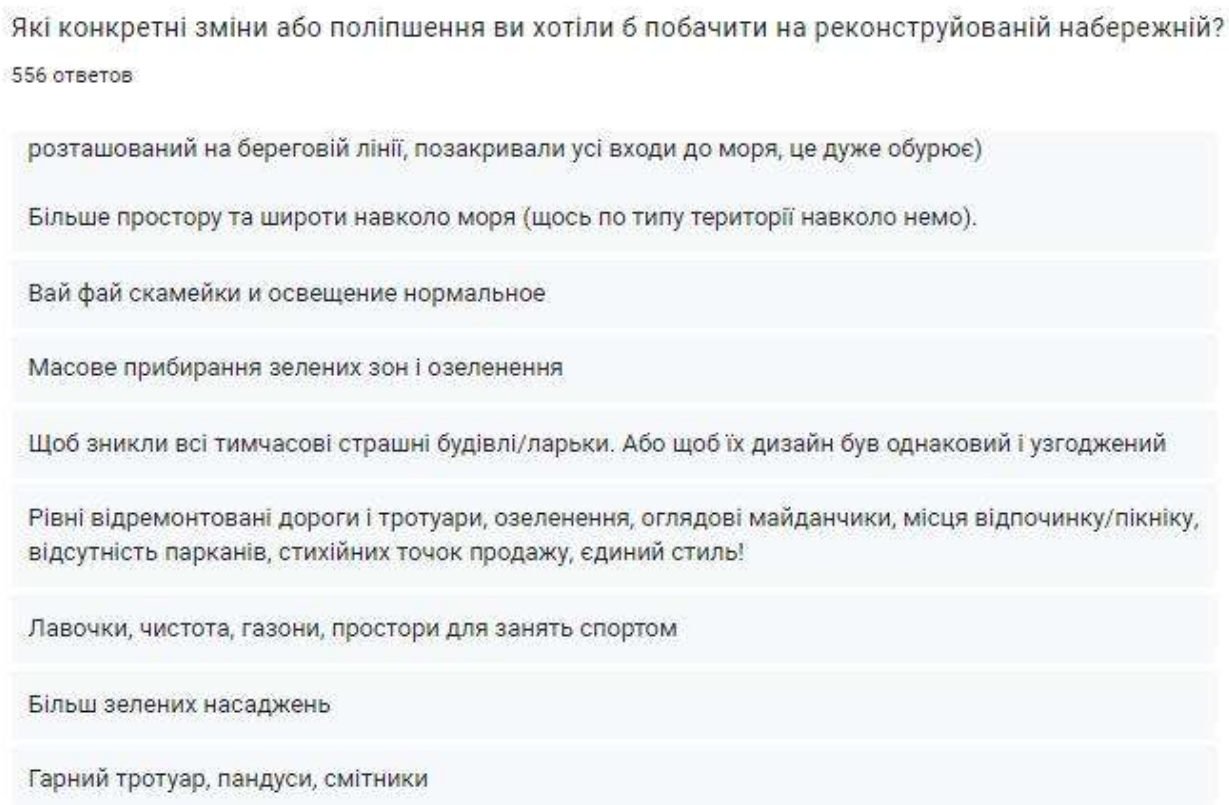 Які конкретні зміни або поліпшення ви хотіли б побачити на реконструйованій набережній?
556 ответов
розташований на береговій лінії, позакривали усі входи до моря, це дуже обурює)
Більше простору та широти навколо моря (щось по типу території навколо немо).
Вай фай скамейки и освещение нормальное
Масове прибирання зелених зон і озеленення
Щоб зникли всі тимчасові страшні будівлі/ларьки. Або щоб їх дизайн був однаковий і узгоджений
Рівні відремонтовані дороги і тротуари, озеленення, оглядові майданчики, місця відпочинку/пікніку,
відсутність парканів, стихійних точок продажу, єдиний стиль!
Лавочки, чистота, газони, простори для занять спортом
Більш зелених насаджень
Гарний тротуар, пандуси, смітники